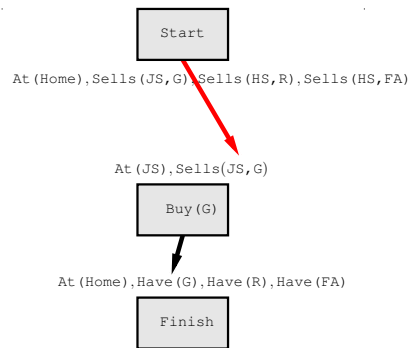 Start
At(Home),Sells(JS,G),Sells(HS,R),Sells(HS,FA)
At(JS),Sells(JS,G)
Buy(G)
At(Home),Have(G),Have(R),Have(FA)
Finish